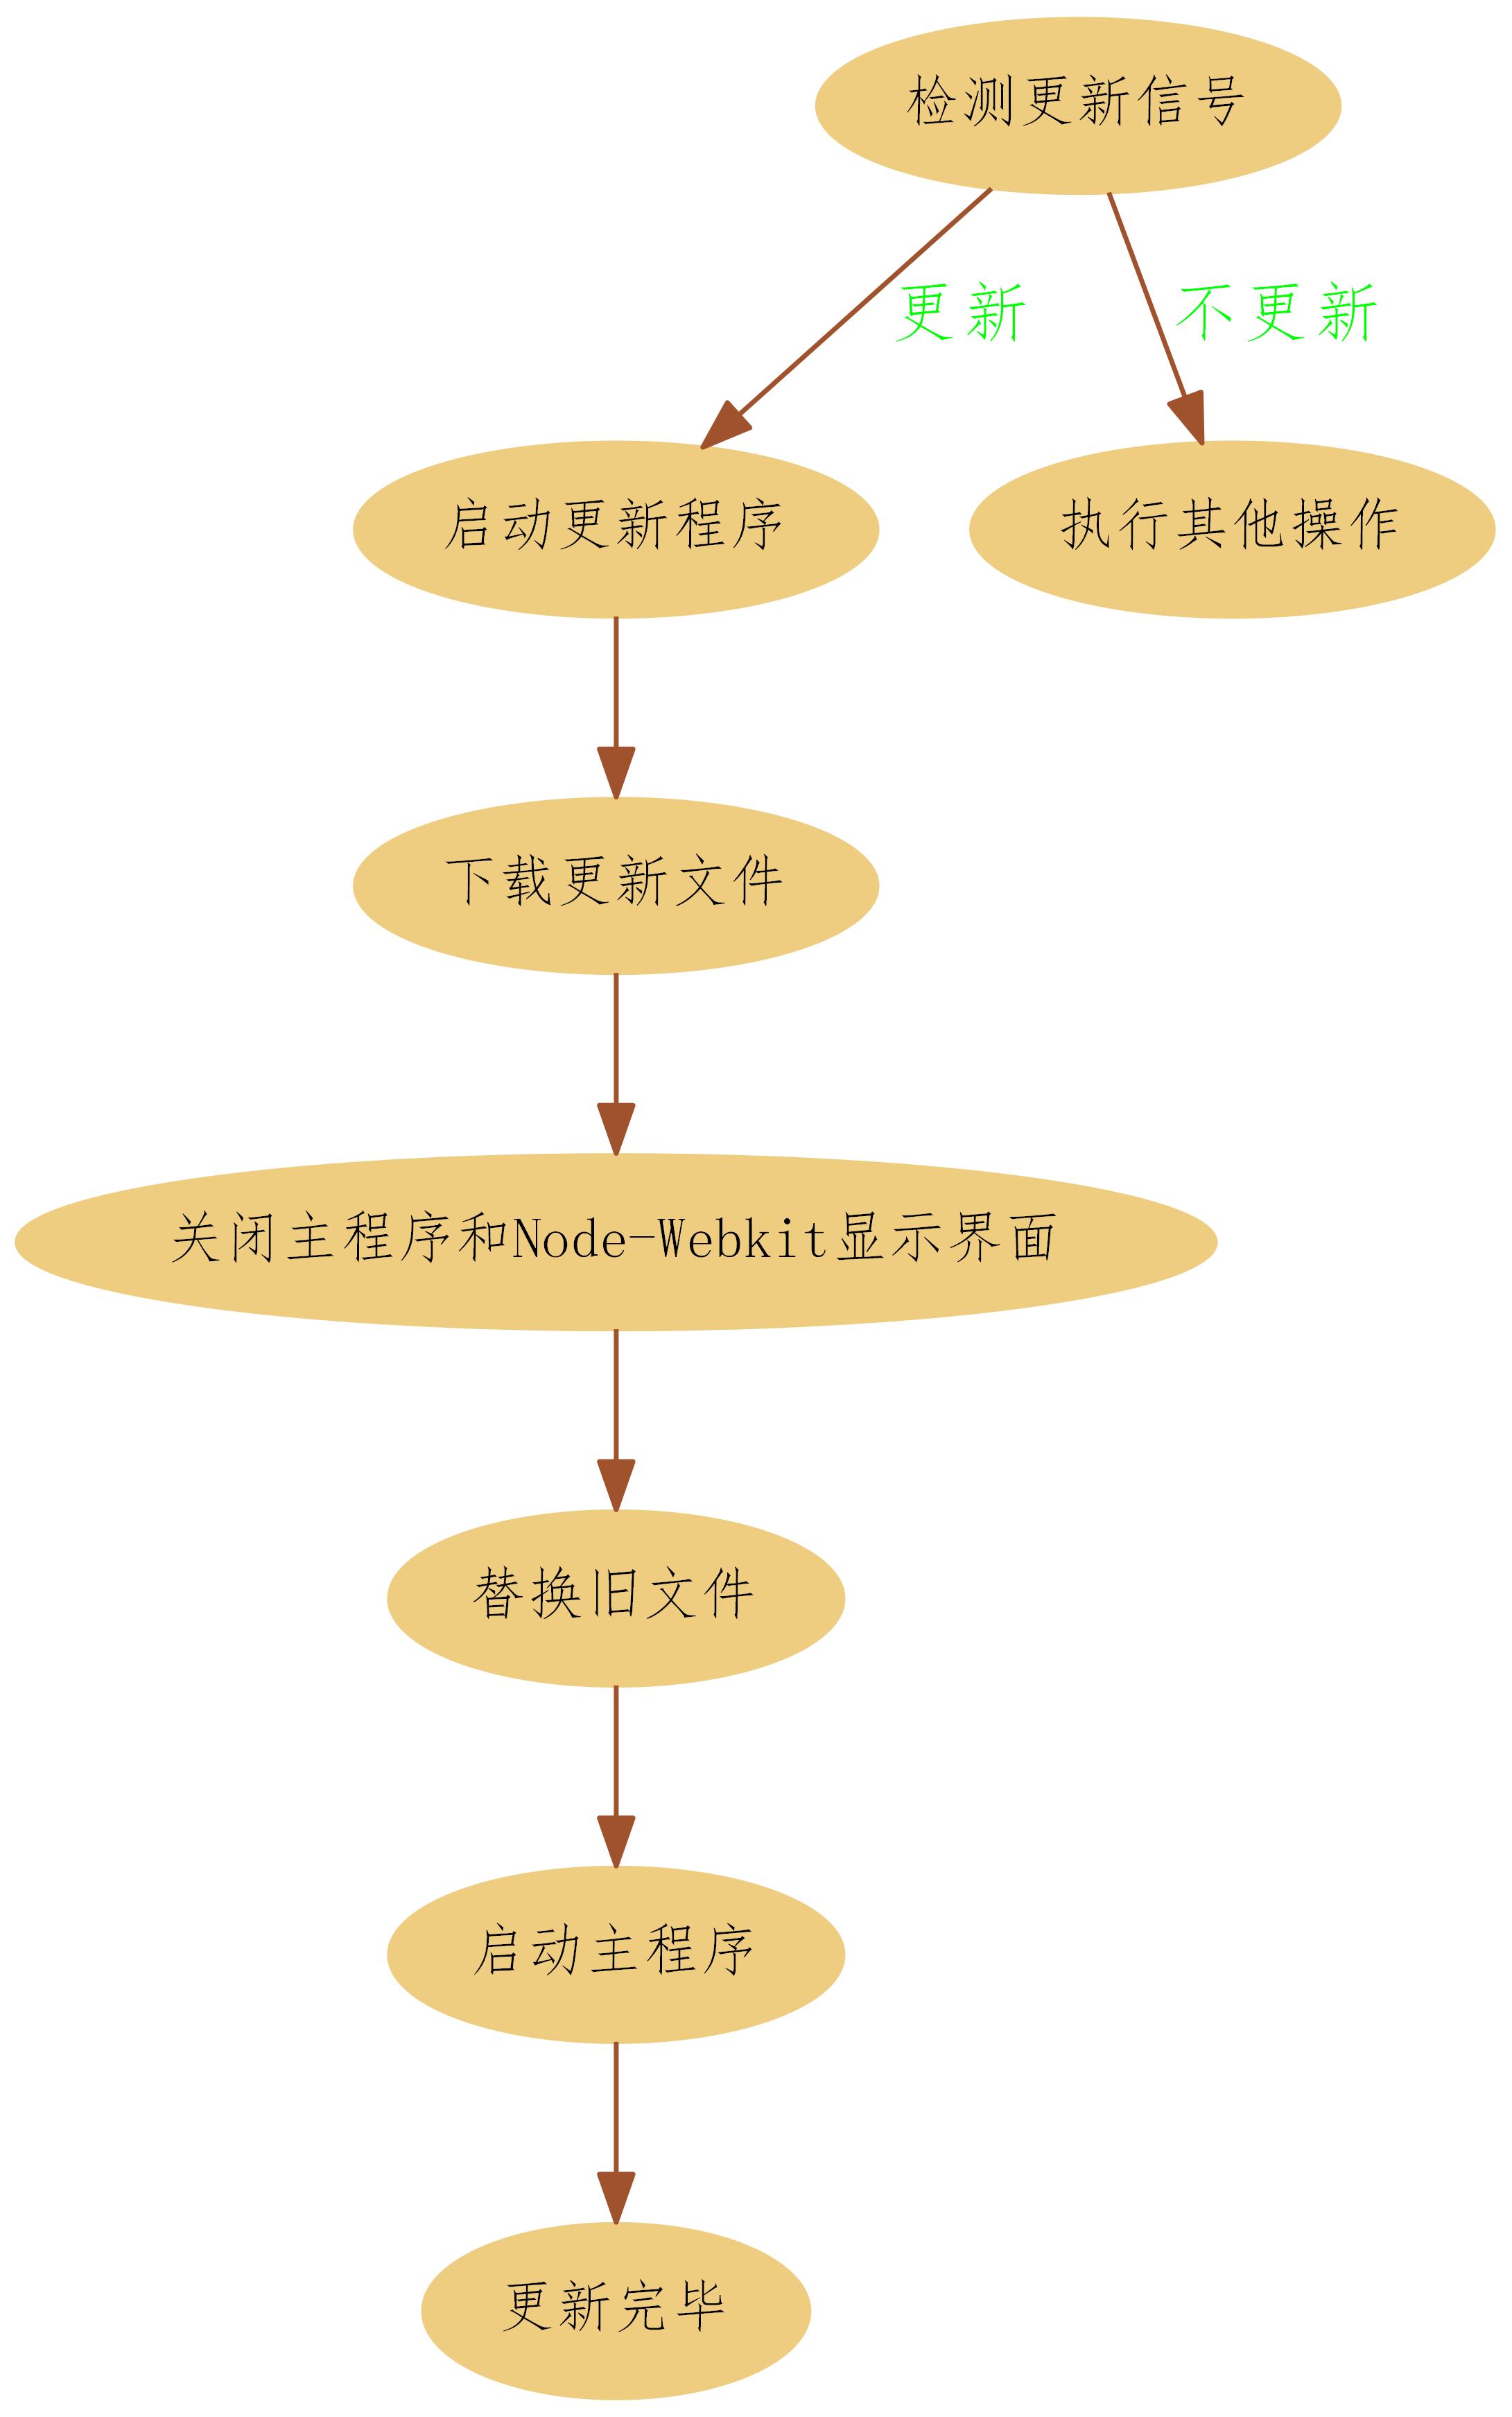 检测更新信号
更新
不更新
启动更新程序
执行其他操作
下载更新文件
关闭主程序和Node-Webkit显示界面
替换旧文件
启动主程序
更新完毕